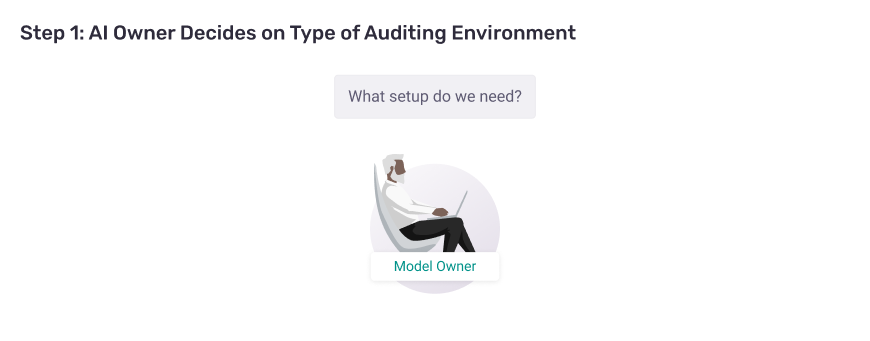 Step 1: AI Owner Decides on Type of Auditing Environment
What setup do we need?
Model Owner